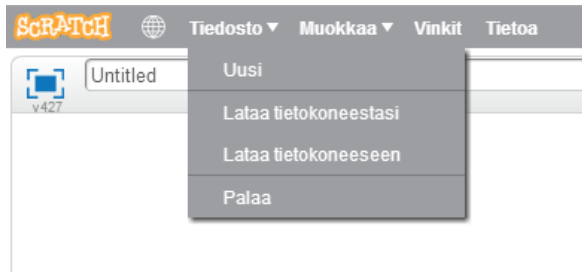 SCRATCH Tiedosto ▼ Muokkaa ▼ Vinkit Tietoa
Untitled
v427
Uusi
Lataa tietokoneestasi
Lataa tietokoneeseen
Palaa